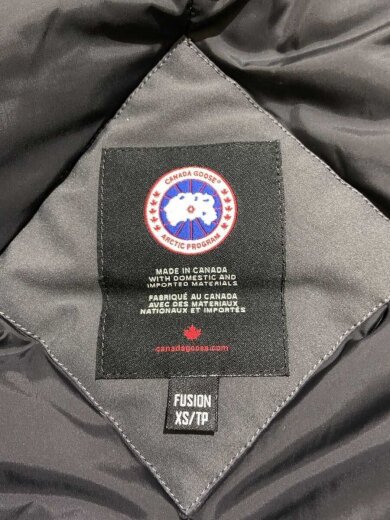 CANADA GOOSE®
ARCTIC PROGRAM
MADE IN CANADA
WITH DOMESTIC AND
IMPORTED MATERIALS
FABRIQUÉ AU CANADA
AVEC DES MATÉRIAUX
NATIONAUX ET IMPORTÉS
canadagoose.com
FUSION
XS/TP